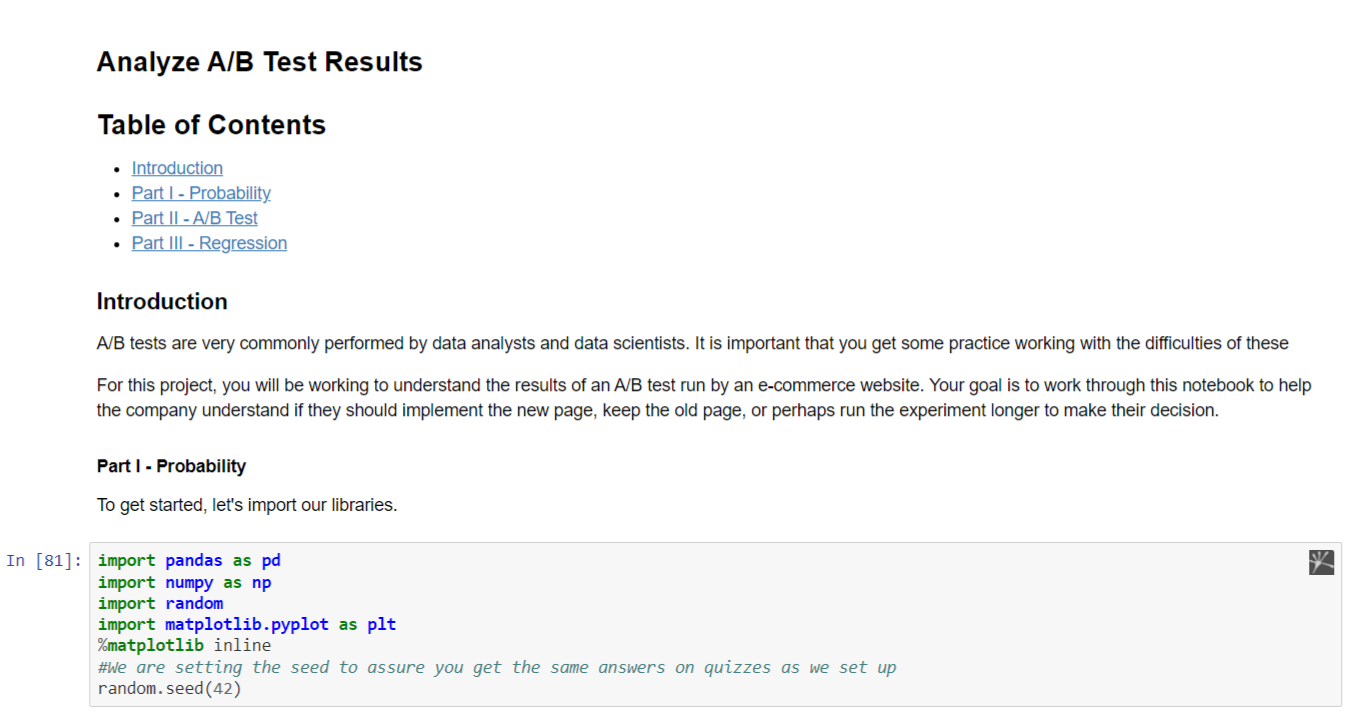 Analyze A/B Test Results
Table of Contents
• Introduction
• Part I - Probability
• Part II - A/B Test
• Part III - Regression
Introduction
A/B tests are very commonly performed by data analysts and data scientists. It is important that you get some practice working with the difficulties of these
For this project, you will be working to understand the results of an A/B test run by an e-commerce website. Your goal is to work through this notebook to help
the company understand if they should implement the new page, keep the old page, or perhaps run the experiment longer to make their decision.
Part I - Probability
To get started, let's import our libraries.
In [81]: import pandas as pd
import numpy as np
import random
import matplotlib.pyplot as plt
%matplotlib inline
#We are setting the seed to assure you get the same answers on quizzes as we set up
random.seed(42)